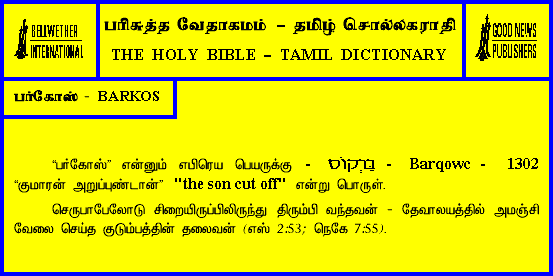 BELLWETHER
INTERNATIONAL
பரிசுத்த வேதாகமம் – தமிழ் சொல்லகராதி
THE HOLY BIBLE – TAMIL DICTIONARY
GOOD NEWS
PUBLISHERS
பர்கோஸ் - BARKOS
“பர்கோஸ்” என்னும் எபிரெய பெயருக்கு - בַּרְקוֹס - Barqowc - 1302
“குமாரன் அறுப்புண்டான்” "the son cut off" என்று பொருள்.
செருபாபேலோடு சிறையிருப்பிலிருந்து திரும்பி வந்தவன் - தேவாலயத்தில் அமஞ்சி
வேலை செய்த குடும்பத்தின் தலைவன் (எஸ் 2:53; நெகே 7:55).